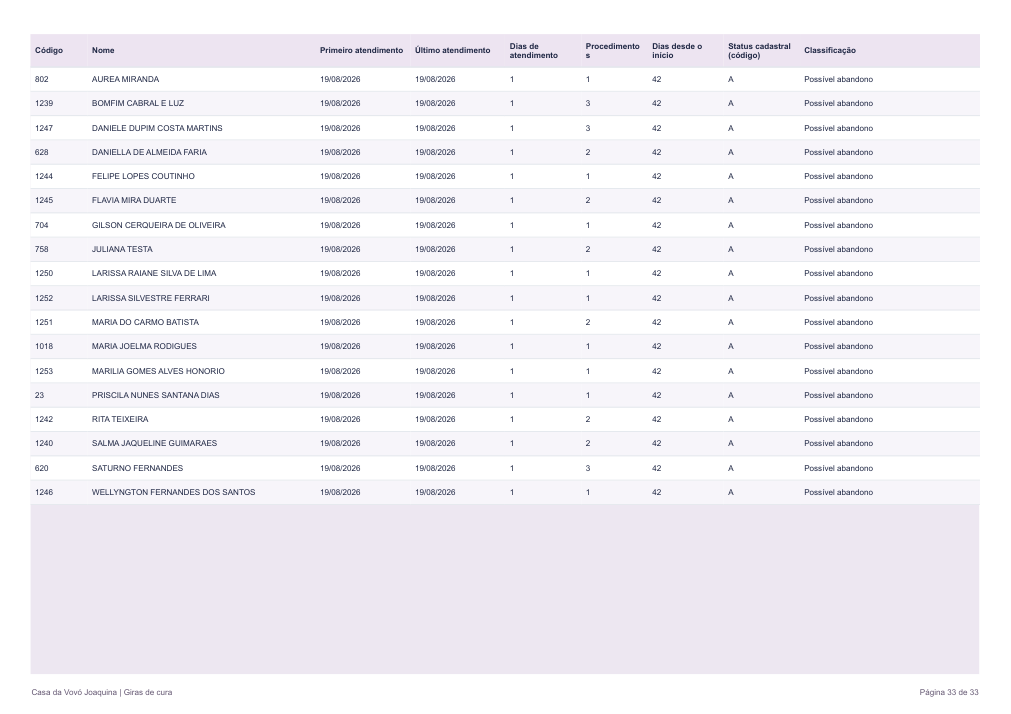 Código Nome Primeiro atendimento Último atendimento Dias de atendimento Procedimentos Dias desde o início Status cadastral (código) Classificação
802 AUREA MIRANDA 19/08/2026 19/08/2026 1 1 42 A Possível abandono
1239 BOMFIM CABRAL E LUZ 19/08/2026 19/08/2026 1 3 42 A Possível abandono
1247 DANIELE DUPIM COSTA MARTINS 19/08/2026 19/08/2026 1 3 42 A Possível abandono
628 DANIELLA DE ALMEIDA FARIA 19/08/2026 19/08/2026 1 2 42 A Possível abandono
1244 FELIPE LOPES COUTINHO 19/08/2026 19/08/2026 1 1 42 A Possível abandono
1245 FLAVIA MIRA DUARTE 19/08/2026 19/08/2026 1 2 42 A Possível abandono
704 GILSON CERQUEIRA DE OLIVEIRA 19/08/2026 19/08/2026 1 1 42 A Possível abandono
758 JULIANA TESTA 19/08/2026 19/08/2026 1 2 42 A Possível abandono
1250 LARISSA RAIANE SILVA DE LIMA 19/08/2026 19/08/2026 1 1 42 A Possível abandono
1252 LARISSA SILVESTRE FERRARI 19/08/2026 19/08/2026 1 1 42 A Possível abandono
1251 MARIA DO CARMO BATISTA 19/08/2026 19/08/2026 1 2 42 A Possível abandono
1018 MARIA JOELMA RODIGUES 19/08/2026 19/08/2026 1 1 42 A Possível abandono
1253 MARILIA GOMES ALVES HONORIO 19/08/2026 19/08/2026 1 1 42 A Possível abandono
23 PRISCILA NUNES SANTANA DIAS 19/08/2026 19/08/2026 1 1 42 A Possível abandono
1242 RITA TEIXEIRA 19/08/2026 19/08/2026 1 2 42 A Possível abandono
1240 SALMA JAQUELINE GUIMARAES 19/08/2026 19/08/2026 1 2 42 A Possível abandono
620 SATURNO FERNANDES 19/08/2026 19/08/2026 1 3 42 A Possível abandono
1246 WELLYNGTON FERNANDES DOS SANTOS 19/08/2026 19/08/2026 1 1 42 A Possível abandono
Casa da Vovó Joaquina | Giras de cura Página 33 de 33